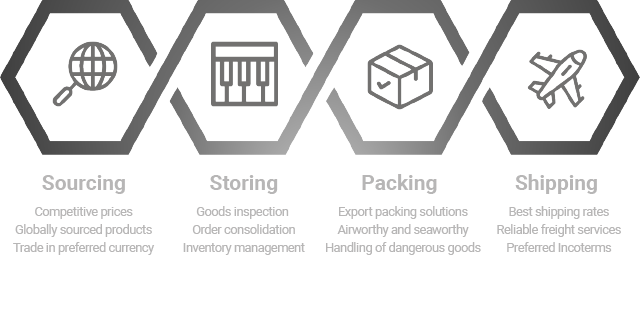 Sourcing
Competitive prices
Globally sourced products
Trade in preferred currency
Storing
Goods inspection
Order consolidation
Inventory management
Packing
Export packing solutions
Airworthy and seaworthy
Handling of dangerous goods
Shipping
Best shipping rates
Reliable freight services
Preferred Incoterms